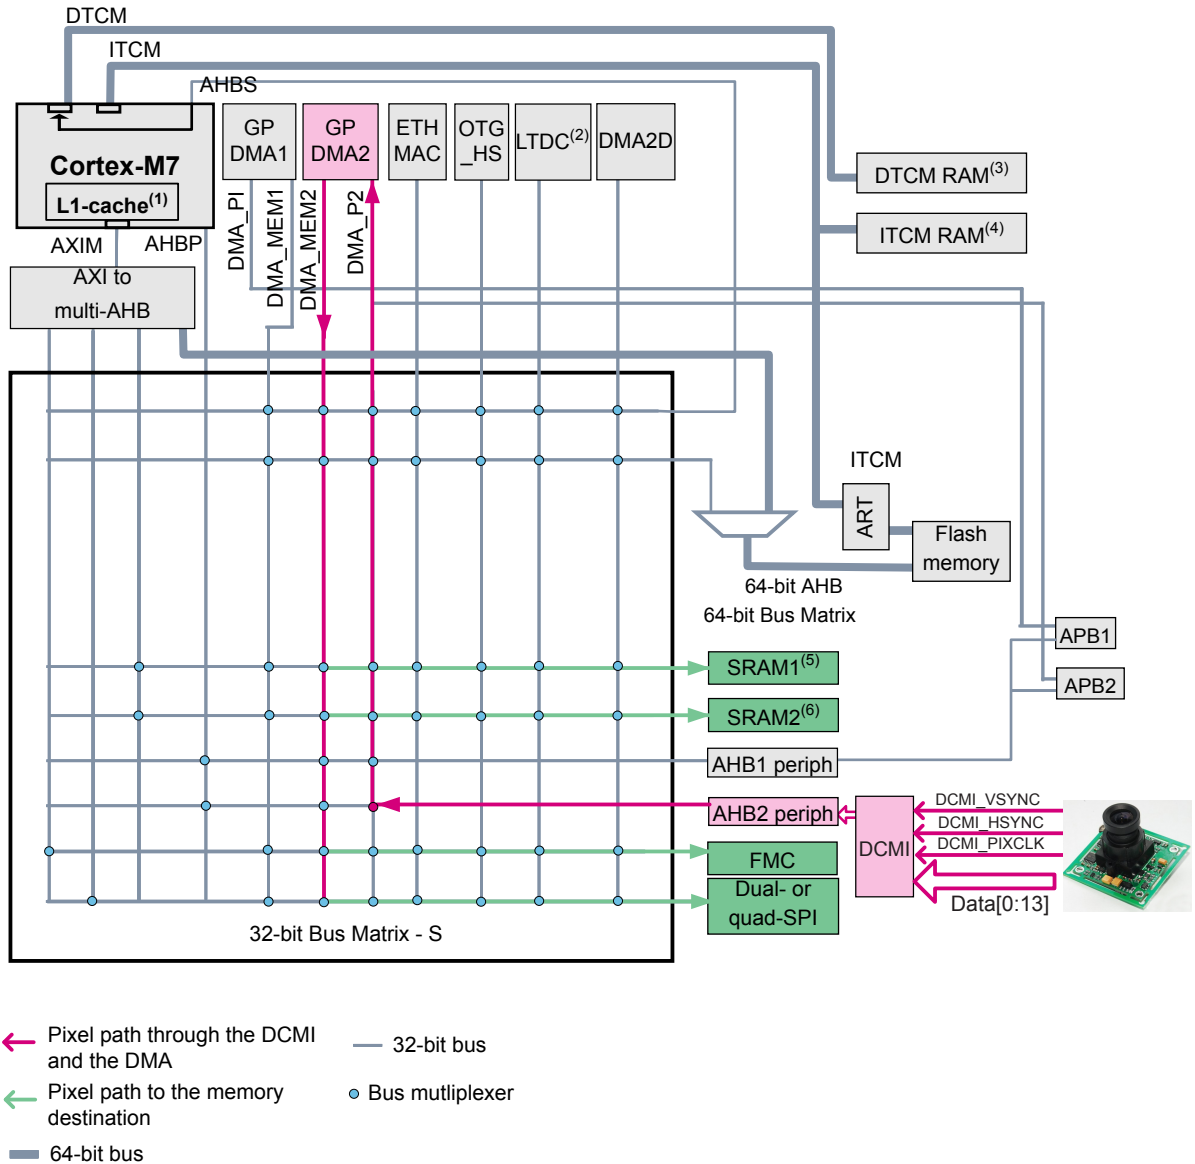 DTCM
ITCM
AHBS
Cortex-M7
L1-cache(1)
GP
DMA1
GP
DMA2
ETH
MAC
OTG
_HS
LTDC(2)
DMA2D
DTCM RAM(3)
ITCM RAM(4)
AXIM
AHBP
DMA_PI
DMA_MEM1
DMA_MEM2
DMA_P2
AXI to
multi-AHB
ITCM
ART
Flash
memory
64-bit AHB
64-bit Bus Matrix
APB1
APB2
SRAM1(5)
SRAM2(6)
AHB1 periph
AHB2 periph
DCMI
DCMI_VSYNC
DCMI_HSYNC
DCMI_PIXCLK
Data[0:13]
FMC
Dual- or
quad-SPI
32-bit Bus Matrix - S
Pixel path through the DCMI
and the DMA
32-bit bus
Pixel path to the memory
destination
Bus mutliplexer
64-bit bus